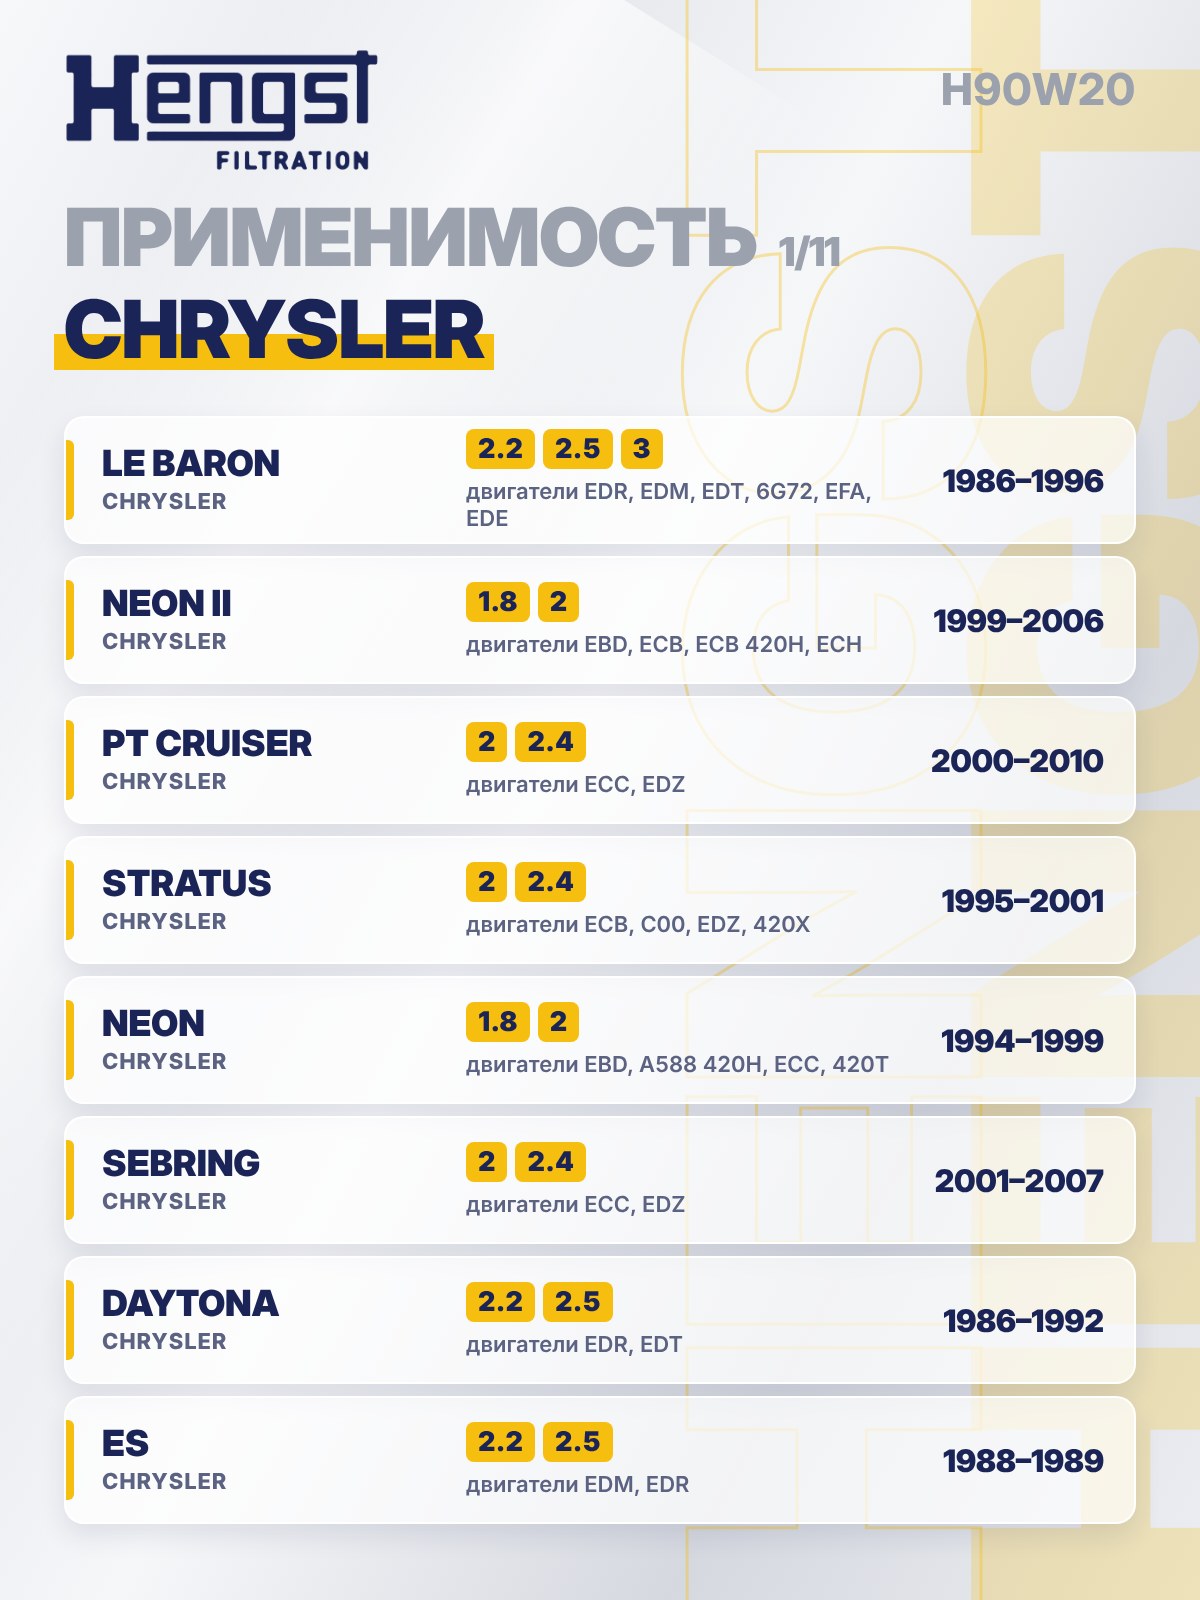 Hengst
FILTRATION
H90W20
ПРИМЕНИМОСТЬ 1/11
CHRYSLER
LE BARON
CHRYSLER
2.2 2.5 3
двигатели EDR, EDM, EDT, 6G72, EFA,
EDE
1986–1996
NEON II
CHRYSLER
1.8 2
двигатели EBD, ECB, ECB 420H, ECH
1999–2006
PT CRUISER
CHRYSLER
2 2.4
двигатели ECC, EDZ
2000–2010
STRATUS
CHRYSLER
2 2.4
двигатели ECB, C00, EDZ, 420X
1995–2001
NEON
CHRYSLER
1.8 2
двигатели EBD, A588 420H, ECC, 420T
1994–1999
SEBRING
CHRYSLER
2 2.4
двигатели ECC, EDZ
2001–2007
DAYTONA
CHRYSLER
2.2 2.5
двигатели EDR, EDT
1986–1992
ES
CHRYSLER
2.2 2.5
двигатели EDM, EDR
1988–1989
HENGST
HENGST